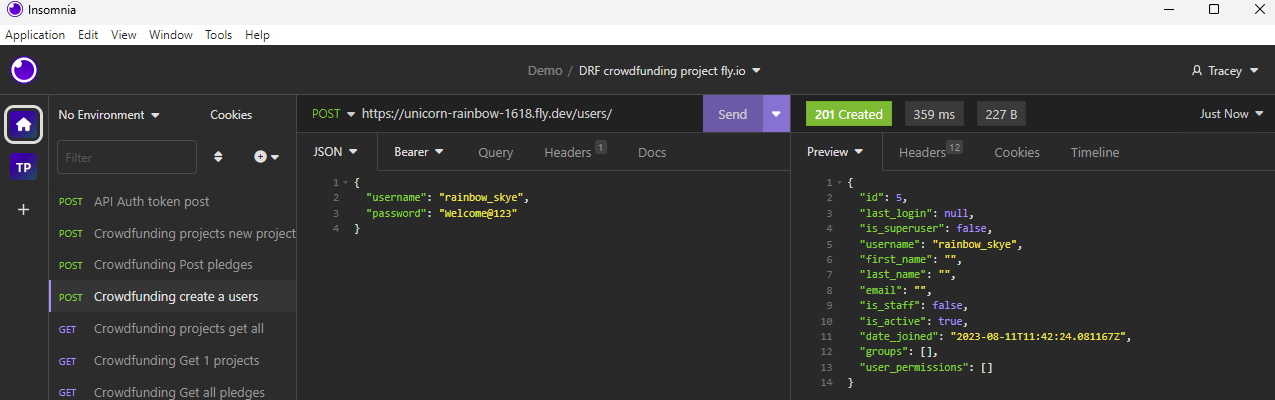 Insomnia
Application Edit View Window Tools Help
Demo / DRF crowdfunding project fly.io
Tracey
No Environment Cookies
POST https://unicorn-rainbow-1618.fly.dev/users/ Send
201 Created 359 ms 227 B Just Now
Filter
TP
POST API Auth token post
POST Crowdfunding projects new project
POST Crowdfunding Post pledges
POST Crowdfunding create a users
GET Crowdfunding projects get all
GET Crowdfunding Get 1 projects
GET Crowdfunding Get all pledges
JSON Bearer Query Headers 1 Docs
1 {
2 "username": "rainbow_skye",
3 "password": "Welcome@123"
4 }
Preview Headers 12 Cookies Timeline
1 {
2 "id": 5,
3 "last_login": null,
4 "is_superuser": false,
5 "username": "rainbow_skye",
6 "first_name": "",
7 "last_name": "",
8 "email": "",
9 "is_staff": false,
10 "is_active": true,
11 "date_joined": "2023-08-11T11:42:24.081167Z",
12 "groups": [],
13 "user_permissions": []
14 }